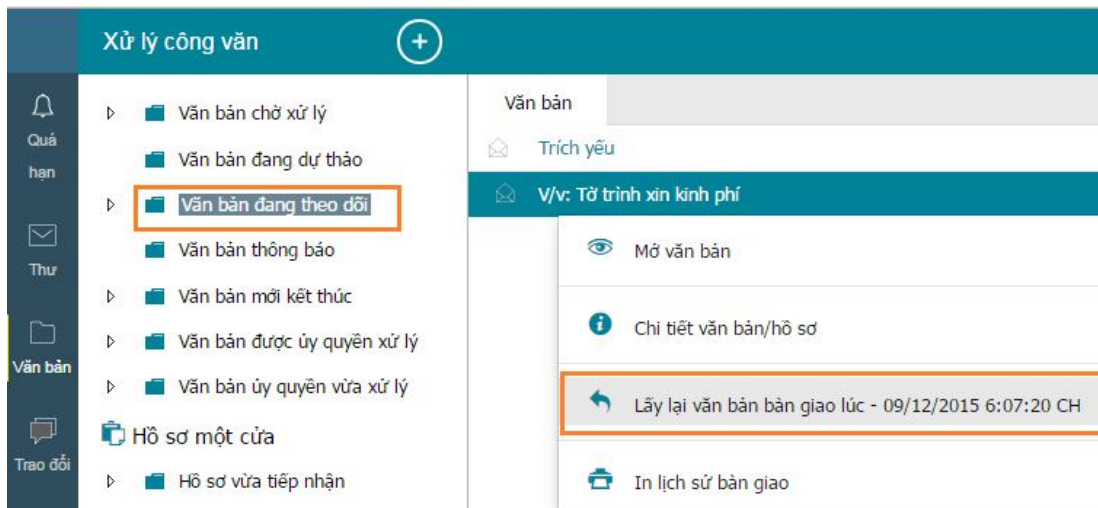 Xử lý công văn
Quá
hạn
Thư
Văn bản
Trao đổi
Văn bản chờ xử lý
Văn bản đang dự thảo
Văn bản đang theo dõi
Văn bản thông báo
Văn bản mới kết thúc
Văn bản được ủy quyền xử lý
Văn bản ủy quyền vừa xử lý
Hồ sơ một cửa
Hồ sơ vừa tiếp nhận
Văn bản
Trích yếu
V/v: Tờ trình xin kinh phí
Mở văn bản
Chi tiết văn bản/hồ sơ
Lấy lại văn bản bàn giao lúc - 09/12/2015 6:07:20 CH
In lịch sử bàn giao